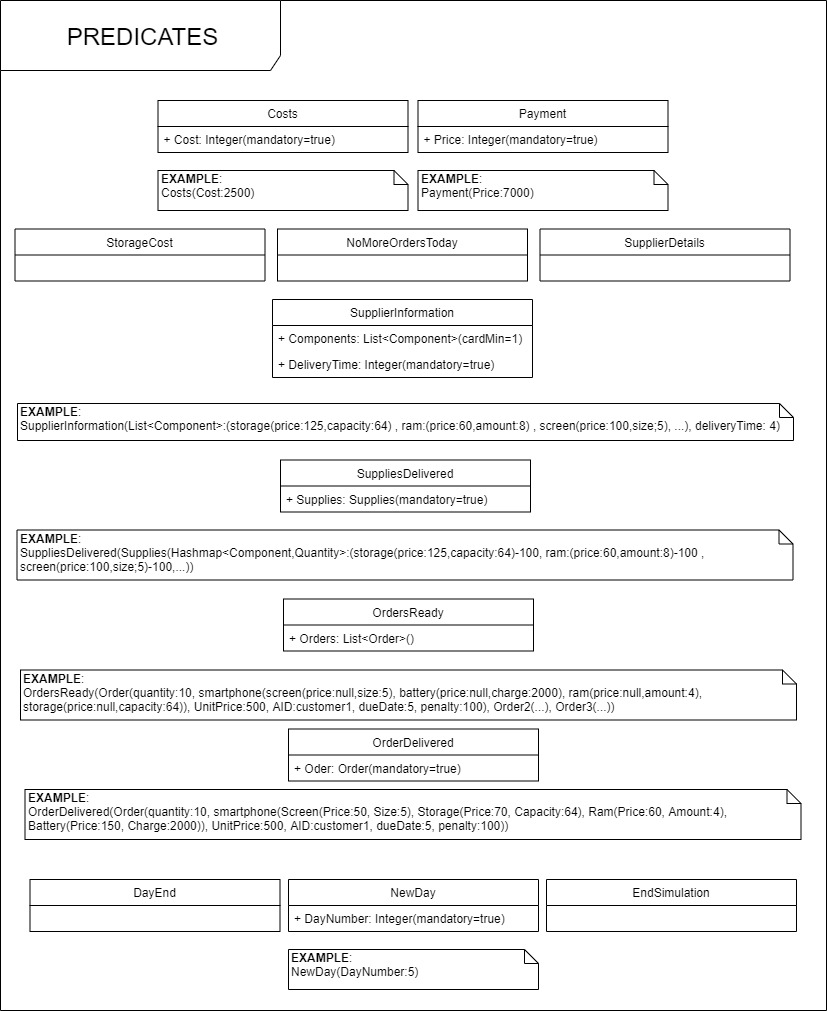 PREDICATES
Costs
+ Cost: Integer(mandatory=true)
Payment
+ Price: Integer(mandatory=true)
EXAMPLE:
Costs(Cost:2500)
EXAMPLE:
Payment(Price:7000)
StorageCost
NoMoreOrdersToday
SupplierDetails
SupplierInformation
+ Components: List<Component>(cardMin=1)
+ DeliveryTime: Integer(mandatory=true)
EXAMPLE:
SupplierInformation(List<Component>:(storage(price:125,capacity:64) , ram:(price:60,amount:8) , screen(price:100,size;5), ...), deliveryTime: 4)
SuppliesDelivered
+ Supplies: Supplies(mandatory=true)
EXAMPLE:
SuppliesDelivered(Supplies(Hashmap<Component,Quantity>:(storage(price:125,capacity:64)-100, ram:(price:60,amount:8)-100 ,
screen(price:100,size;5)-100,...))
OrdersReady
+ Orders: List<Order>()
EXAMPLE:
OrdersReady(Order(quantity:10, smartphone(screen(price:null,size:5), battery(price:null,charge:2000), ram(price:null,amount:4),
storage(price:null,capacity:64)), UnitPrice:500, AID:customer1, dueDate:5, penalty:100), Order2(...), Order3(...))
OrderDelivered
+ Oder: Order(mandatory=true)
EXAMPLE:
OrderDelivered(Order(quantity:10, smartphone(Screen(Price:50, Size:5), Storage(Price:70, Capacity:64), Ram(Price:60, Amount:4),
Battery(Price:150, Charge:2000)), UnitPrice:500, AID:customer1, dueDate:5, penalty:100))
DayEnd
NewDay
+ DayNumber: Integer(mandatory=true)
EndSimulation
EXAMPLE:
NewDay(DayNumber:5)